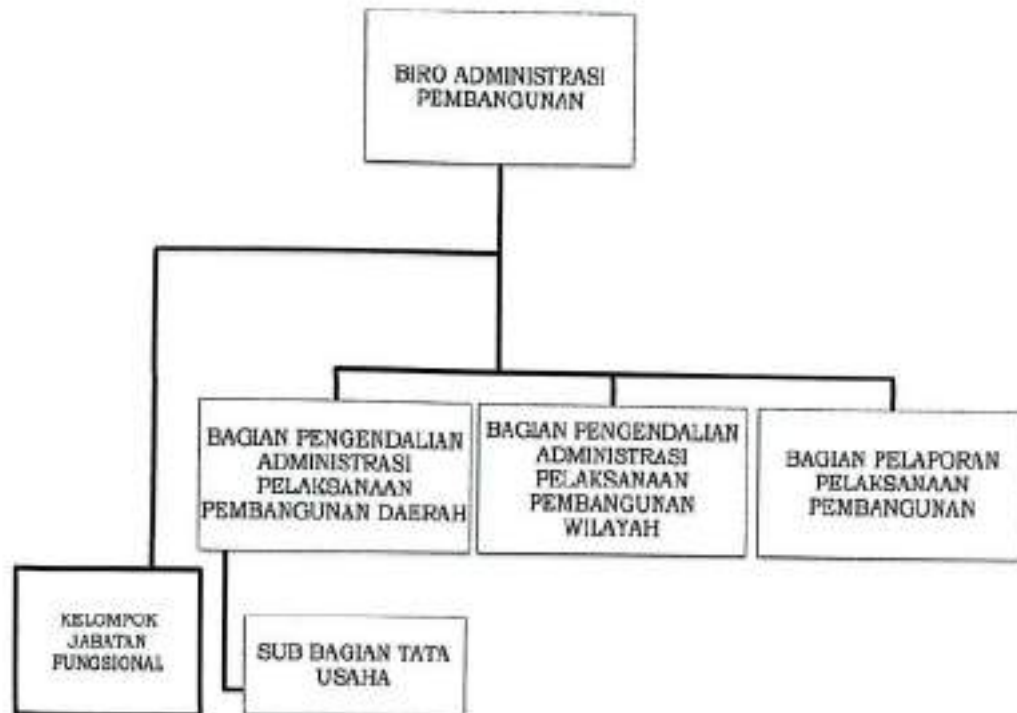 BIRO ADMINISTRASI
PEMBANGUNAN
BAGIAN PENGENDALIAN
ADMINISTRASI
PELAKSANAAN
PEMBANGUNAN DAERAH
BAGIAN PENGENDALIAN
ADMINISTRASI
PELAKSANAAN
PEMBANGUNAN
WILAYAH
BAGIAN PELAPORAN
PELAKSANAAN
PEMBANGUNAN
KELOMPOK
JABATAN
FUNGSIONAL
SUB BAGIAN TATA
USAHA